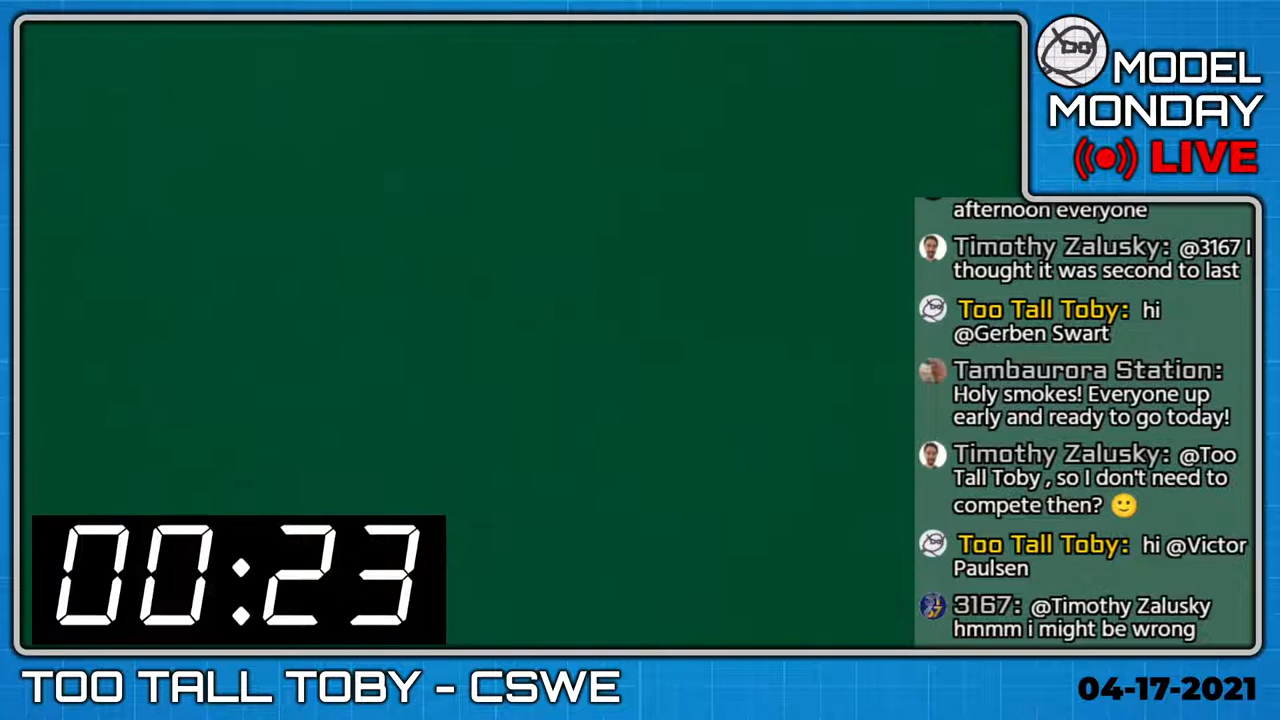 MODEL
MONDAY
LIVE
afternoon everyone
Timothy Zalusky: @3167 I
thought it was second to last
Too Tall Toby: hi
@Gerben Swart
Tambaurora Station:
Holy smokes! Everyone up
early and ready to go today!
Timothy Zalusky: @Too
Tall Toby , so I don't need to
compete then? 🙂
Too Tall Toby: hi @Victor
Paulsen
3167: @Timothy Zalusky
hmmm i might be wrong
00:23
TOO TALL TOBY - CSWE
04-17-2021